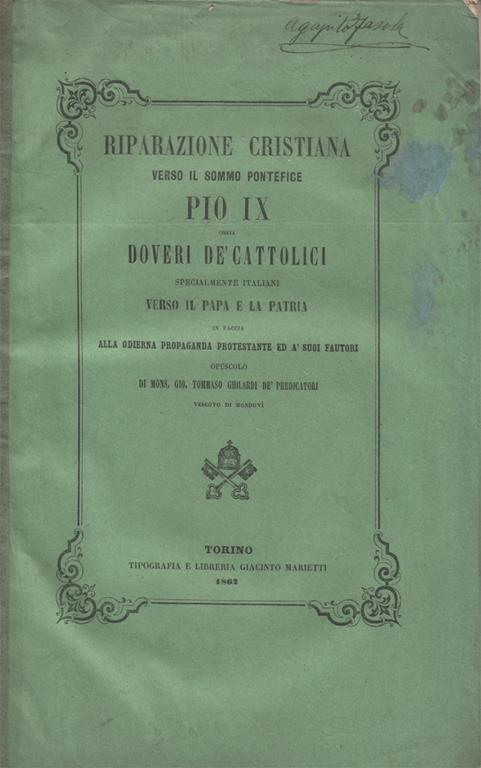 Agapito Fasola
RIPARAZIONE CRISTIANA
VERSO IL SOMMO PONTEFICE
PIO IX
OSSIA
DOVERI DE' CATTOLICI
SPECIALMENTE ITALIANI
VERSO IL PAPA E LA PATRIA
IN FACCIA
ALLA ODIERNA PROPAGANDA PROTESTANTE ED A' SUOI FAUTORI
OPUSCOLO
DI MONS. GIO. TOMMASO GHILARDI DE' PREDICATORI
VESCOVO DI MONDOVÌ
TORINO
TIPOGRAFIA E LIBRERIA GIACINTO MARIETTI
1862